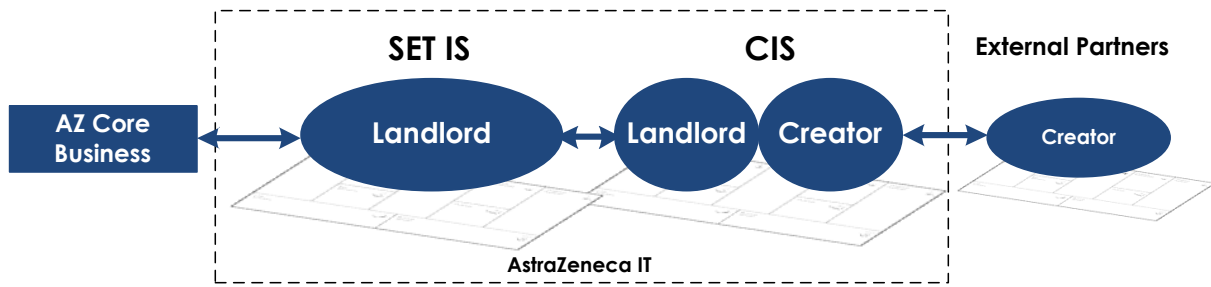 SET IS
CIS
External Partners
AZ Core
Business
Landlord
Landlord
Creator
Creator
AstraZeneca IT